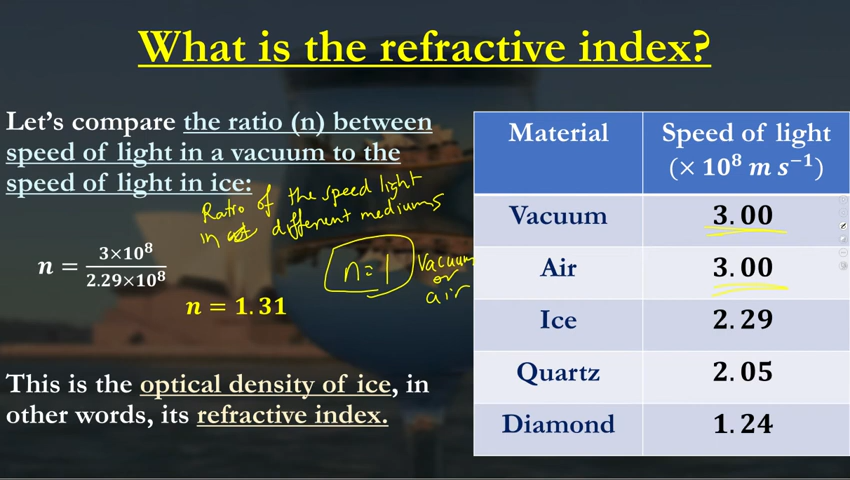 What is the refractive index?
Let's compare the ratio (n) between
speed of light in a vacuum to the
speed of light in ice:
Ratio of the speed light
in different mediums
n = 3×10⁸ / 2.29×10⁸
n = 1.31
n = 1
Vacuum
or
air
This is the optical density of ice, in
other words, its refractive index.
Material Speed of light (× 10⁸ m s⁻¹)
Vacuum 3.00
Air 3.00
Ice 2.29
Quartz 2.05
Diamond 1.24